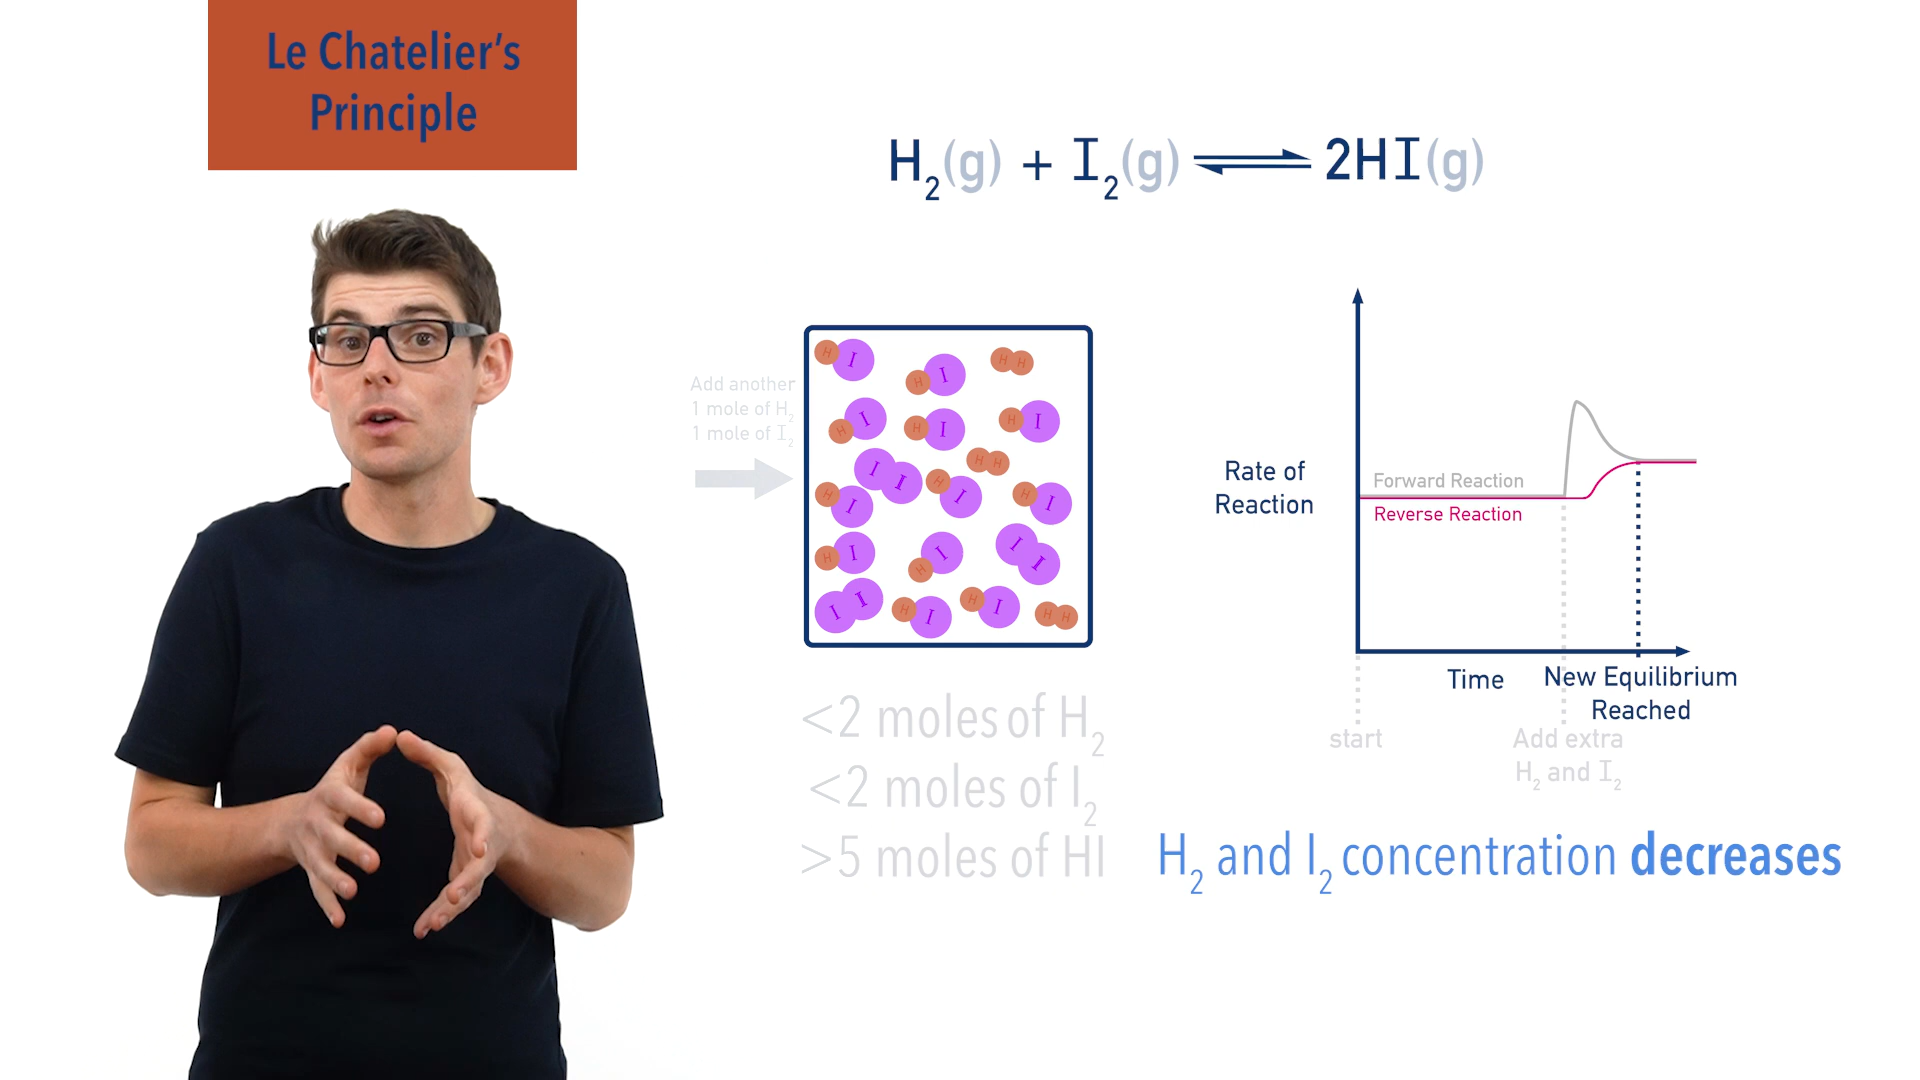 Le Chatelier's
Principle
H₂(g) + I₂(g) ⇌ 2HI(g)
Add another
1 mole of H₂
1 mole of I₂
H I
H I
H H
H I
H I
H I
I I
H H
H I
H I
H I
H I
H I
I I
I I
H I
H I
H H
<2 moles of H₂
<2 moles of I₂
>5 moles of HI
Rate of
Reaction
Forward Reaction
Reverse Reaction
Time
New Equilibrium
Reached
start
Add extra
H₂ and I₂
H₂ and I₂ concentration decreases